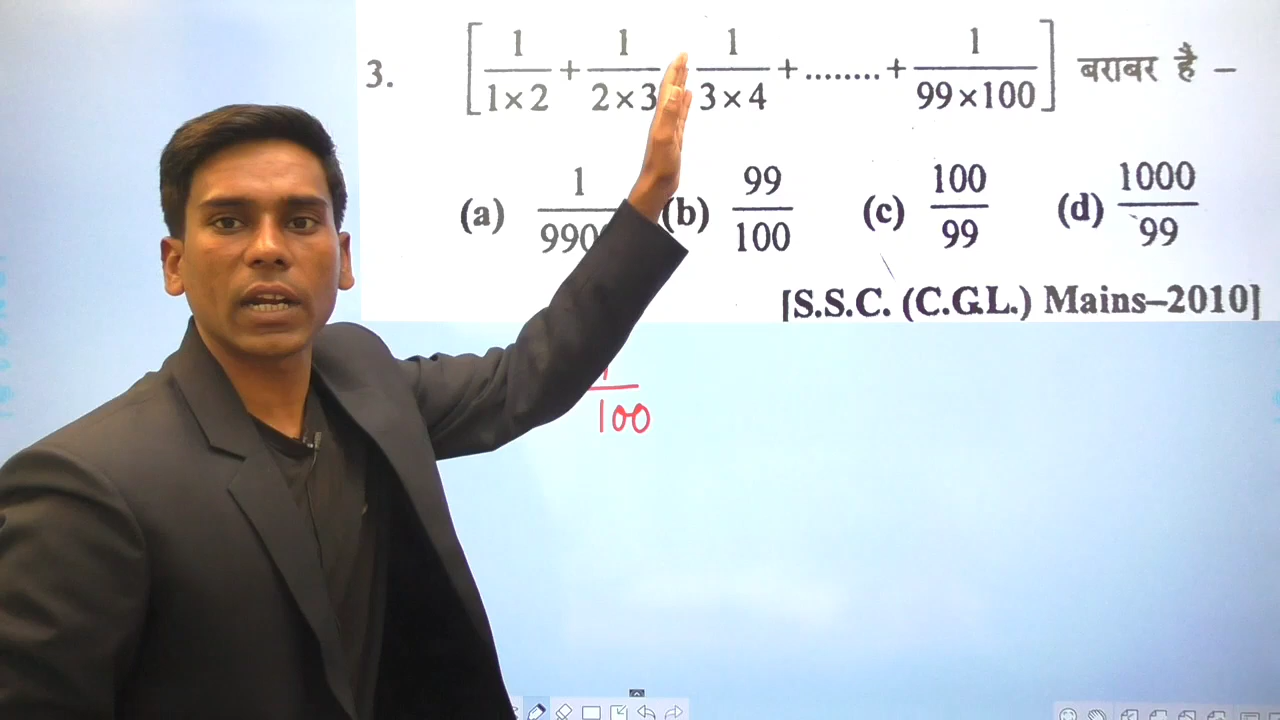 3. [ 1/1×2 + 1/2×3 1/3×4 + ........ + 1/99×100 ] बराबर है –
(a) 1/990 (b) 99/100 (c) 100/99 (d) 1000/99
[S.S.C. (C.G.L.) Mains–2010]
100